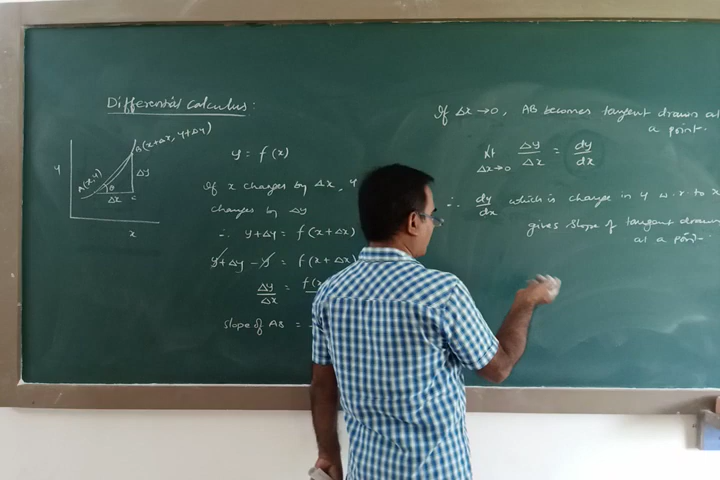 Differential Calculus:
B(x+Δx, y+Δy)
y
A(x,y)
θ
Δy
Δx
x
y = f(x)
If x changes by Δx, y
changes by Δy
∴ y+Δy = f(x+Δx)
y+Δy-y = f(x+Δx)
Δy/Δx = f(x
Slope of AB =
If Δx→0, AB becomes tangent drawn at
a point.
Lt Δx→0 Δy/Δx = dy/dx
∴ dy/dx which is change in y w.r.to x
gives slope of tangent drawn
at a point.